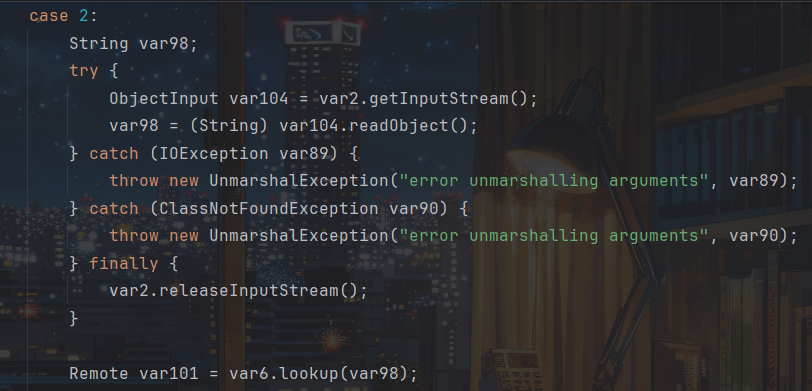 case 2:
String var98;
try {
ObjectInput var104 = var2.getInputStream();
var98 = (String) var104.readObject();
} catch (IOException var89) {
throw new UnmarshalException("error unmarshalling arguments", var89);
} catch (ClassNotFoundException var90) {
throw new UnmarshalException("error unmarshalling arguments", var90);
} finally {
var2.releaseInputStream();
}
Remote var101 = var6.lookup(var98);